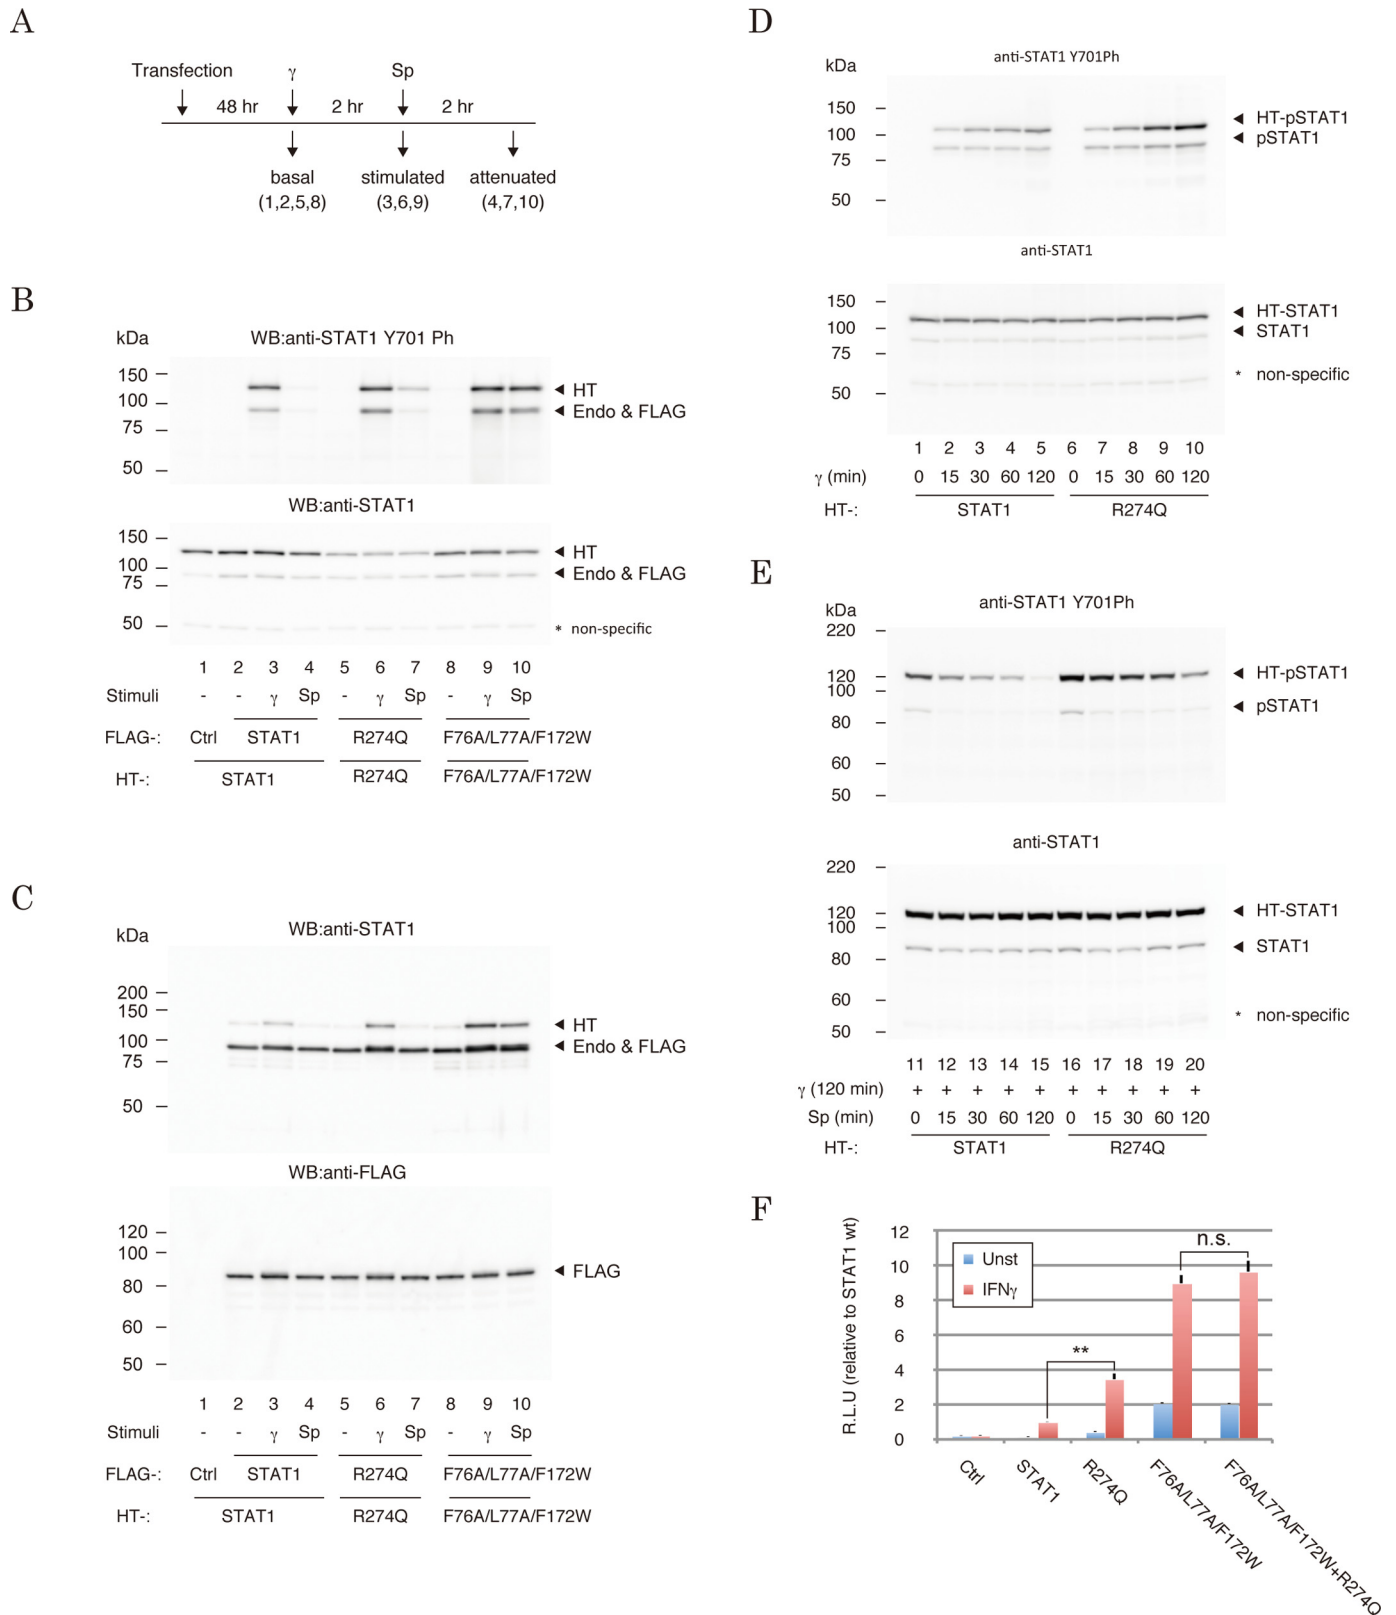 A
Transfection γ Sp
48 hr 2 hr 2 hr
basal stimulated attenuated
(1,2,5,8) (3,6,9) (4,7,10)
B
kDa WB:anti-STAT1 Y701 Ph
150
100
75
50
HT
Endo & FLAG
WB:anti-STAT1
150
100
75
50
HT
Endo & FLAG
* non-specific
1 2 3 4 5 6 7 8 9 10
Stimuli - - γ Sp - γ Sp - γ Sp
FLAG-: Ctrl STAT1 R274Q F76A/L77A/F172W
HT-: STAT1 R274Q F76A/L77A/F172W
C
kDa WB:anti-STAT1
200
150
100
75
50
HT
Endo & FLAG
WB:anti-FLAG
120
100
80
60
50
FLAG
1 2 3 4 5 6 7 8 9 10
Stimuli - - γ Sp - γ Sp - γ Sp
FLAG-: Ctrl STAT1 R274Q F76A/L77A/F172W
HT-: STAT1 R274Q F76A/L77A/F172W
D
anti-STAT1 Y701Ph
kDa
150
100
75
50
HT-pSTAT1
pSTAT1
anti-STAT1
150
100
75
50
HT-STAT1
STAT1
* non-specific
1 2 3 4 5 6 7 8 9 10
γ (min) 0 15 30 60 120 0 15 30 60 120
HT-: STAT1 R274Q
E
anti-STAT1 Y701Ph
kDa
220
120
100
80
60
50
HT-pSTAT1
pSTAT1
anti-STAT1
220
120
100
80
60
50
HT-STAT1
STAT1
* non-specific
11 12 13 14 15 16 17 18 19 20
γ (120 min) + + + + + + + + + +
Sp (min) 0 15 30 60 120 0 15 30 60 120
HT-: STAT1 R274Q
F
R.L.U (relative to STAT1 wt)
12
10
8
6
4
2
0
Unst
IFNγ
**
n.s.
Ctrl
STAT1
R274Q
F76A/L77A/F172W
F76A/L77A/F172W+R274Q